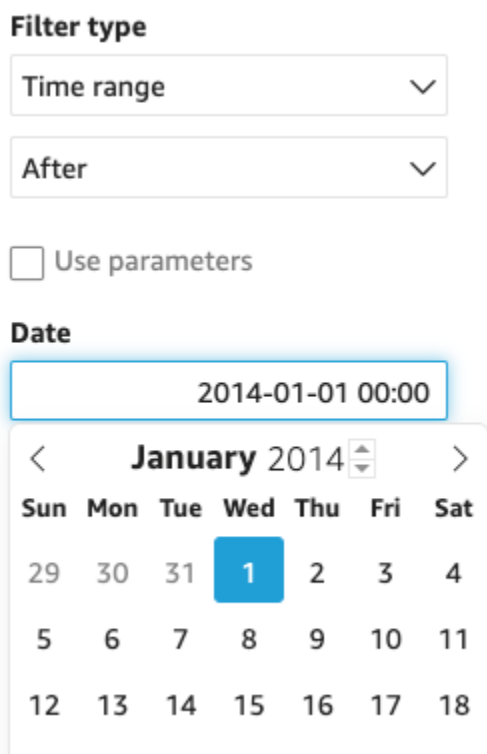 Filter type
Time range
After
Use parameters
Date
2014-01-01 00:00
January 2014
Sun Mon Tue Wed Thu Fri Sat
29 30 31 1 2 3 4
5 6 7 8 9 10 11
12 13 14 15 16 17 18